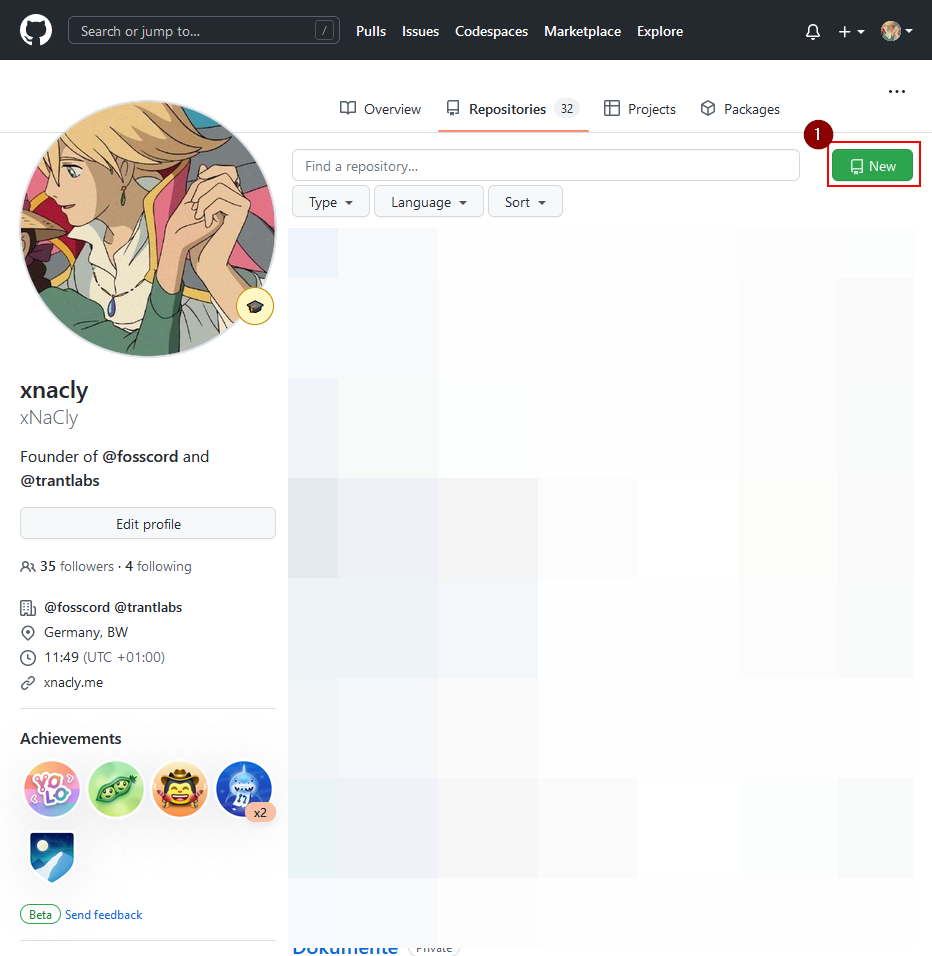 Search or jump to... / Pulls Issues Codespaces Marketplace Explore
Overview Repositories 32 Projects Packages
1
Find a repository... New
Type Language Sort
xnacly
xNaCly
Founder of @fosscord and
@trantlabs
Edit profile
35 followers · 4 following
@fosscord @trantlabs
Germany, BW
11:49 (UTC +01:00)
xnacly.me
Achievements
YOLO
x2
Beta Send feedback
Dokumente Private